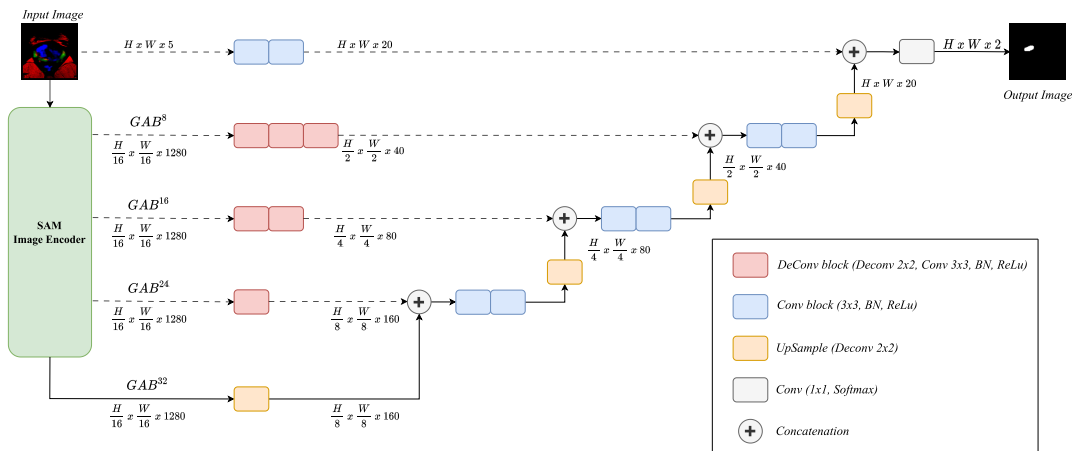 Input Image
H x W x 5
H x W x 20
H x W x 2
Output Image
H x W x 20
GAB^8
H/16 x W/16 x 1280
H/2 x W/2 x 40
H/2 x W/2 x 40
SAM
Image Encoder
GAB^16
H/16 x W/16 x 1280
H/4 x W/4 x 80
H/4 x W/4 x 80
GAB^24
H/16 x W/16 x 1280
H/8 x W/8 x 160
GAB^32
H/16 x W/16 x 1280
H/8 x W/8 x 160
DeConv block (Deconv 2x2, Conv 3x3, BN, ReLu)
Conv block (3x3, BN, ReLu)
UpSample (Deconv 2x2)
Conv (1x1, Softmax)
Concatenation